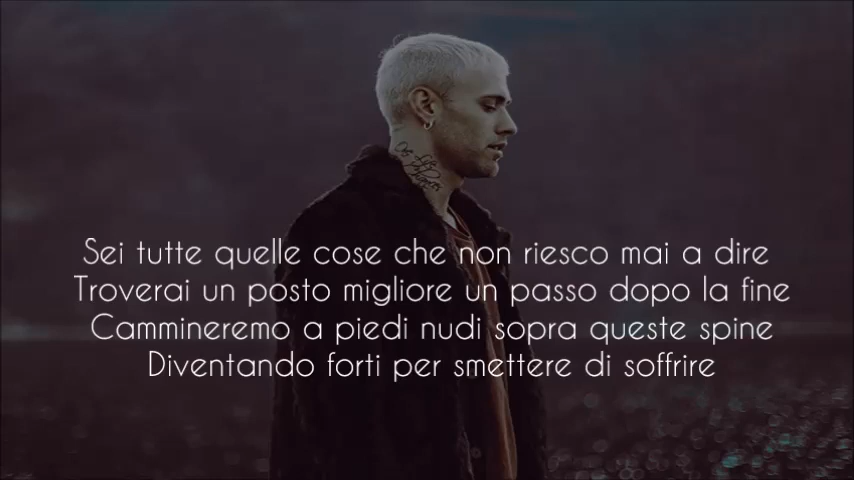 Sei tutte quelle cose che non riesco mai a dire
Troverai un posto migliore un passo dopo la fine
Cammineremo a piedi nudi sopra queste spine
Diventando forti per smettere di soffrire